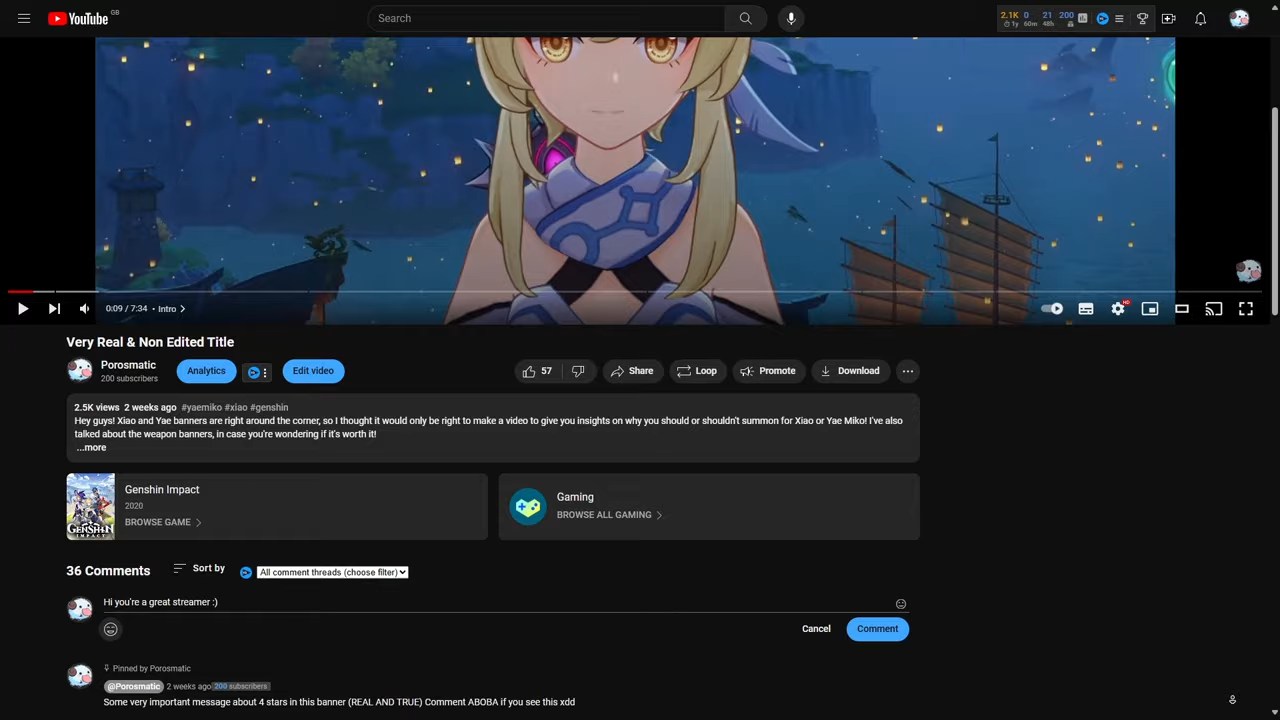 YouTube GB
Search
2.1K 0 21 200
1y 60m 48h
0:09 / 7:34 • Intro
HD
Very Real & Non Edited Title
Porosmatic
200 subscribers
Analytics
Edit video
57
Share
Loop
Promote
Download
2.5K views 2 weeks ago #yaemiko #xiao #genshin
Hey guys! Xiao and Yae banners are right around the corner, so I thought it would only be right to make a video to give you insights on why you should or shouldn't summon for Xiao or Yae Miko! I've also
talked about the weapon banners, in case you're wondering if it's worth it!
...more
GENSHIN
IMPACT
Genshin Impact
2020
BROWSE GAME
Gaming
BROWSE ALL GAMING
36 Comments
Sort by
All comment threads (choose filter)
Hi you're a great streamer :)
Cancel
Comment
Pinned by Porosmatic
@Porosmatic 2 weeks ago 200 subscribers
Some very important message about 4 stars in this banner (REAL AND TRUE) Comment ABOBA if you see this xdd